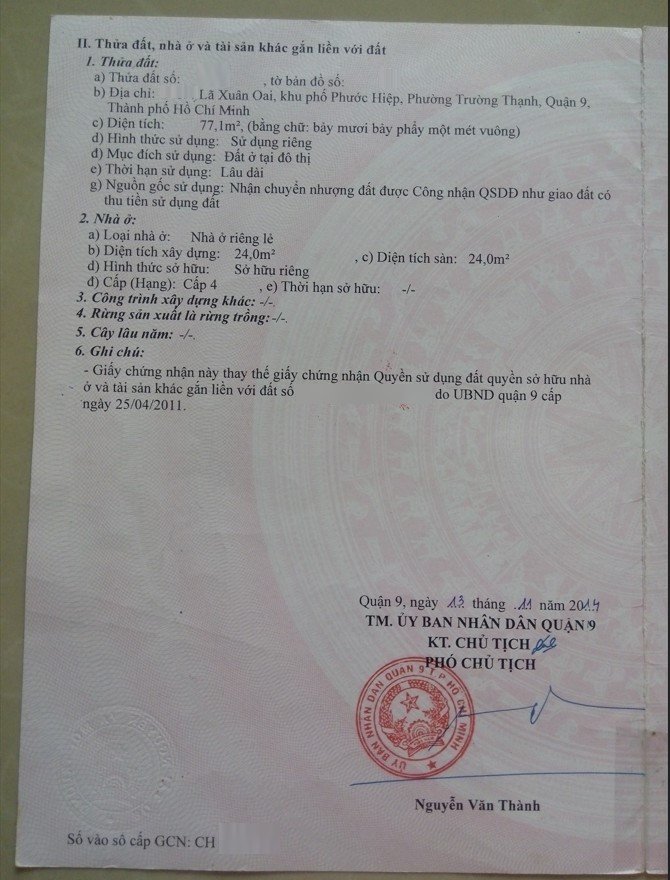 II. Thửa đất, nhà ở và tài sản khác gắn liền với đất
1. Thửa đất:
a) Thửa đất số: , tờ bản đồ số:
b) Địa chỉ: , Lã Xuân Oai, khu phố Phước Hiệp, Phường Trường Thạnh, Quận 9,
Thành phố Hồ Chí Minh
c) Diện tích: 77,1m², (bằng chữ: bảy mươi bảy phẩy một mét vuông)
d) Hình thức sử dụng: Sử dụng riêng
đ) Mục đích sử dụng: Đất ở tại đô thị
e) Thời hạn sử dụng: Lâu dài
g) Nguồn gốc sử dụng: Nhận chuyển nhượng đất được Công nhận QSDĐ như giao đất có
thu tiền sử dụng đất
2. Nhà ở:
a) Loại nhà ở: Nhà ở riêng lẻ
b) Diện tích xây dựng: 24,0m² , c) Diện tích sàn: 24,0m²
d) Hình thức sở hữu: Sở hữu riêng
đ) Cấp (Hạng): Cấp 4 , e) Thời hạn sở hữu: -/-
3. Công trình xây dựng khác: -/-.
4. Rừng sản xuất là rừng trồng: -/-.
5. Cây lâu năm: -/-.
6. Ghi chú:
- Giấy chứng nhận này thay thế giấy chứng nhận Quyền sử dụng đất quyền sở hữu nhà
ở và tài sản khác gắn liền với đất số do UBND quận 9 cấp
ngày 25/04/2011.
Quận 9, ngày 13 tháng .11 năm 2014
TM. ỦY BAN NHÂN DÂN QUẬN 9
KT. CHỦ TỊCH
PHÓ CHỦ TỊCH
ỦY BAN NHÂN DÂN QUẬN 9 T.P HỒ CHÍ MINH
Nguyễn Văn Thành
Số vào sổ cấp GCN: CH